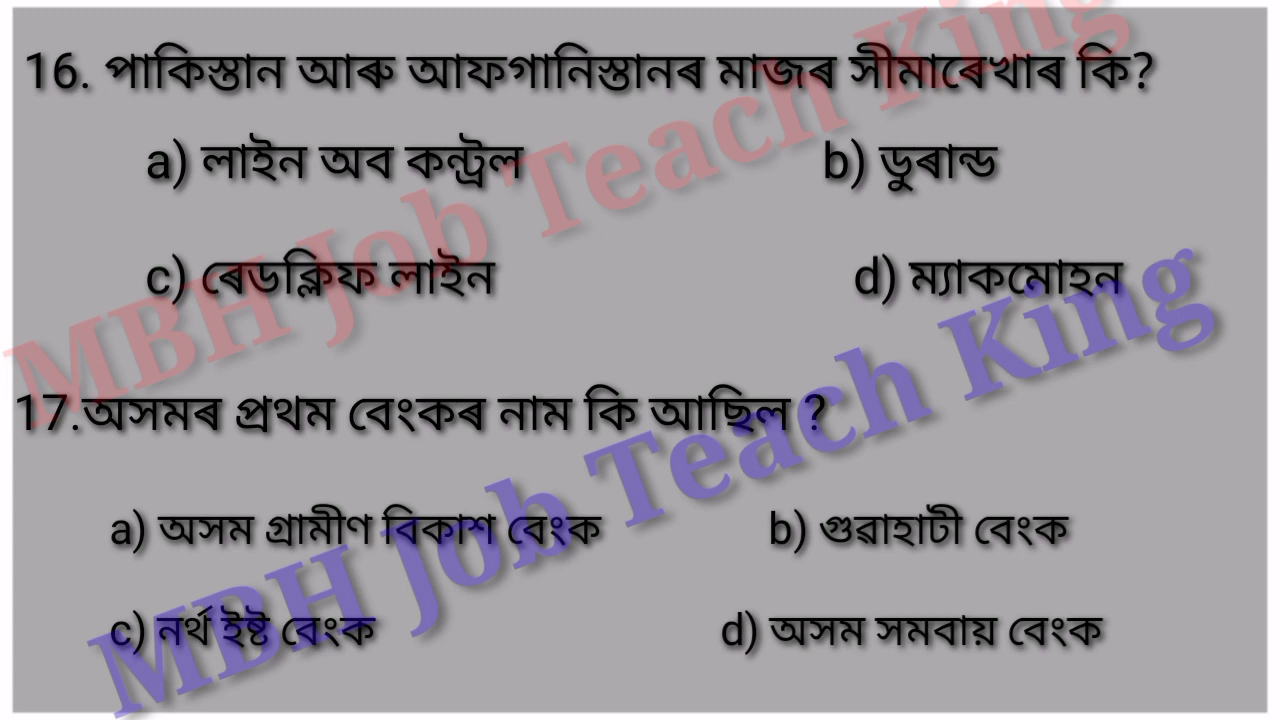 16. পাকিস্তান আৰু আফগানিস্তানৰ মাজৰ সীমাৰেখাৰ কি?
a) লাইন অব কন্ট্ৰল b) ডুৰান্ড
c) ৰেডক্লিফ লাইন d) ম্যাকমোহন
17.অসমৰ প্ৰথম বেংকৰ নাম কি আছিল ?
a) অসম গ্ৰামীণ বিকাশ বেংক b) গুৱাহাটী বেংক
c) নৰ্থ ইষ্ট বেংক d) অসম সমবায় বেংক
MBH Job Teach King
MBH Job Teach King